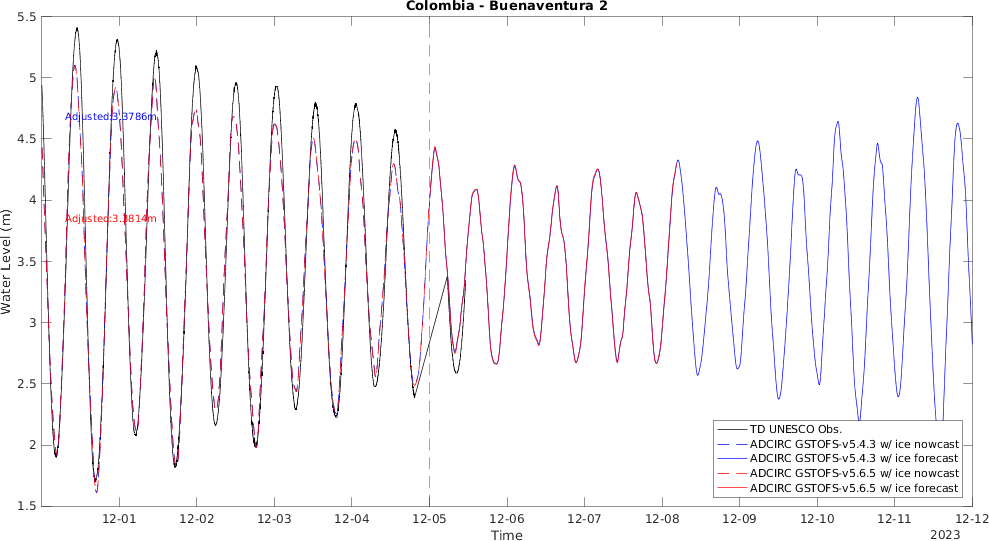 Colombia - Buenaventura 2
5.5
5
4.5
4
3.5
3
2.5
2
1.5
Water Level (m)
Adjusted:3.3786m
Adjusted:3.3814m
TD UNESCO Obs.
ADCIRC GSTOFS-v5.4.3 w/ ice nowcast
ADCIRC GSTOFS-v5.4.3 w/ ice forecast
ADCIRC GSTOFS-v5.6.5 w/ ice nowcast
ADCIRC GSTOFS-v5.6.5 w/ ice forecast
12-01 12-02 12-03 12-04 12-05 12-06 12-07 12-08 12-09 12-10 12-11 12-12
Time
2023